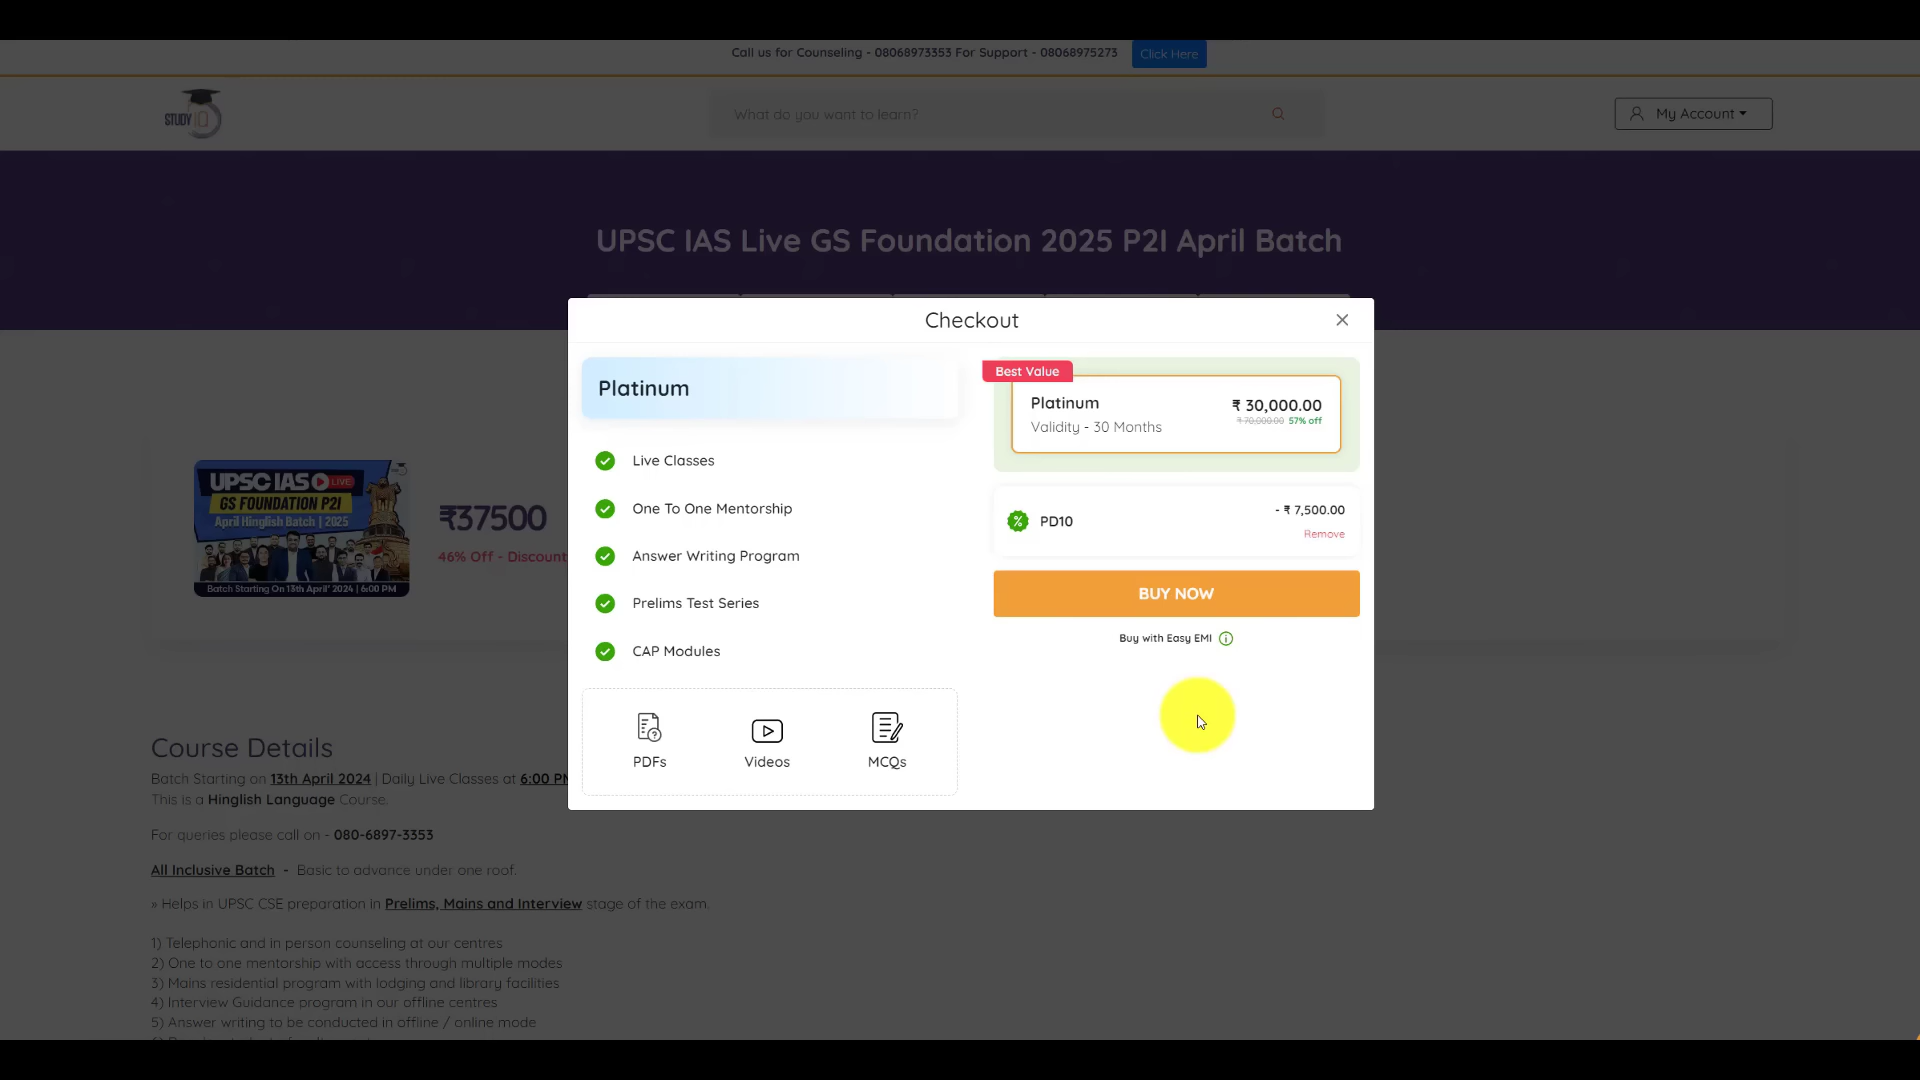 Call us for Counseling - 08068973353 For Support - 08068975273 Click Here
STUDY IQ
What do you want to learn?
My Account
UPSC IAS Live GS Foundation 2025 P2I April Batch
Checkout
Platinum
Live Classes
One To One Mentorship
Answer Writing Program
Prelims Test Series
CAP Modules
PDFs
Videos
MCQs
Best Value
Platinum
₹ 30,000.00
₹ 70,000.00 57% off
Validity - 30 Months
PD10
- ₹ 7,500.00
Remove
BUY NOW
Buy with Easy EMI
UPSC IAS LIVE
GS FOUNDATION P2I
April Hinglish Batch | 2025
Batch Starting On 13th April' 2024 | 6:00 PM
₹37500
46% Off - Discount
Course Details
Batch Starting on 13th April 2024 | Daily Live Classes at 6:00 PM
This is a Hinglish Language Course.
For queries please call on - 080-6897-3353
All Inclusive Batch - Basic to advance under one roof.
» Helps in UPSC CSE preparation in Prelims, Mains and Interview stage of the exam.
1) Telephonic and in person counseling at our centres
2) One to one mentorship with access through multiple modes
3) Mains residential program with lodging and library facilities
4) Interview Guidance program in our offline centres
5) Answer writing to be conducted in offline / online mode